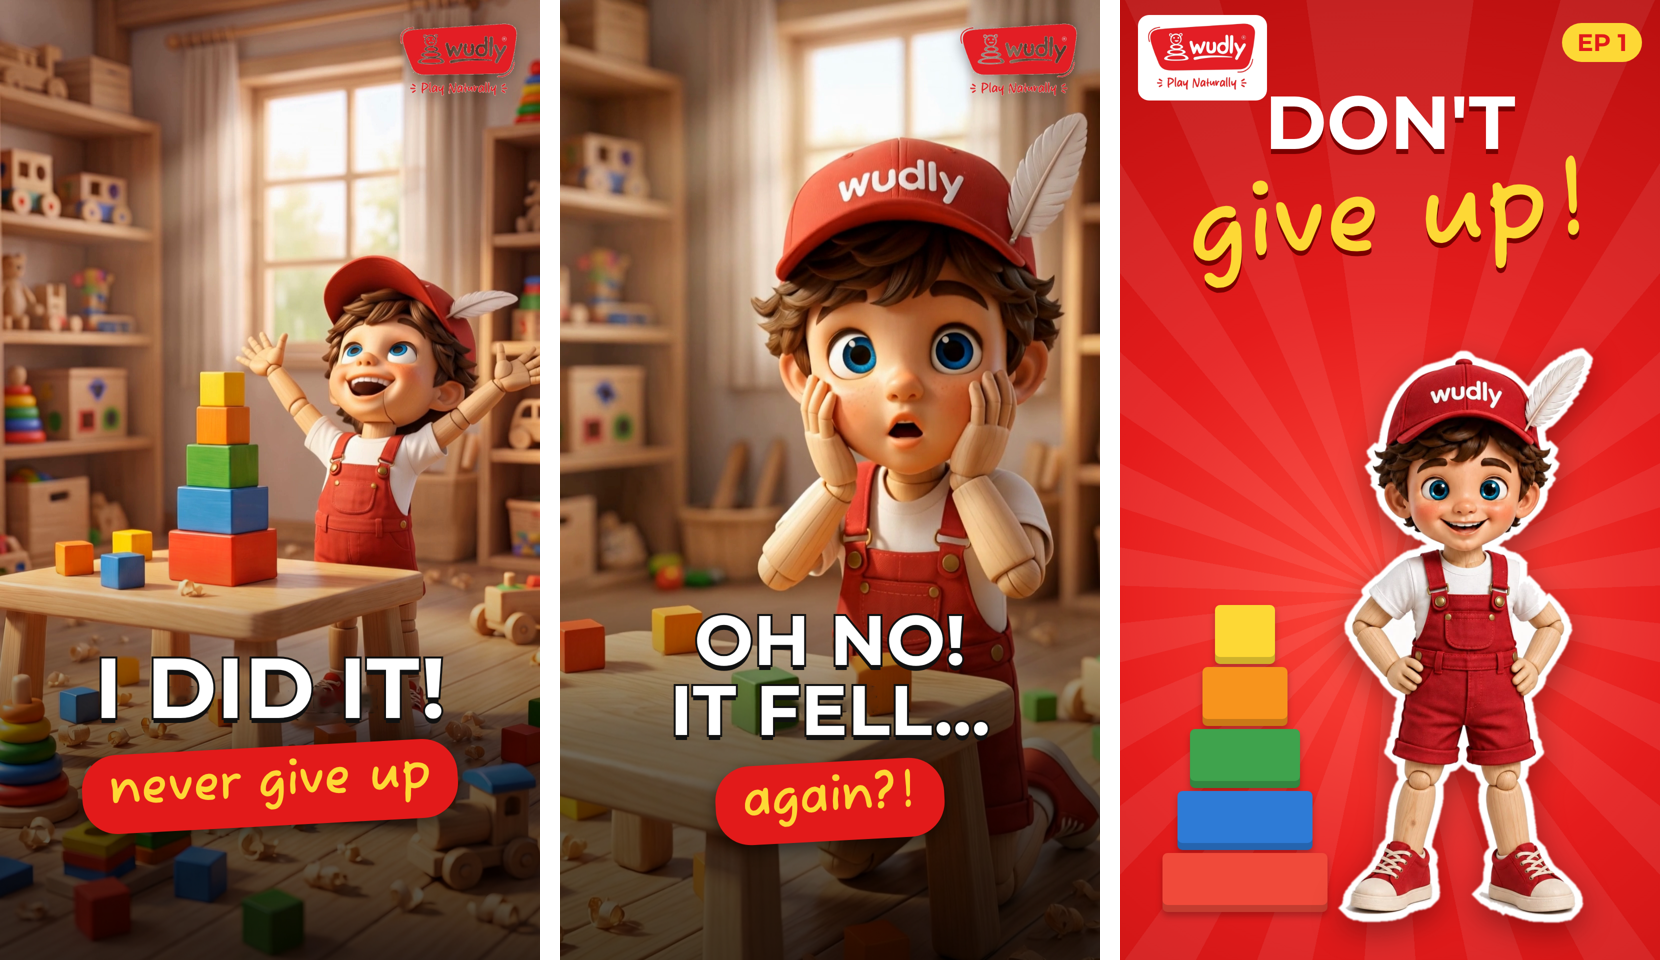 wudly
Play Naturally
I DID IT!
never give up
wudly
Play Naturally
wudly
OH NO!
IT FELL...
again?!
wudly
Play Naturally
EP 1
DON'T
give up!
wudly